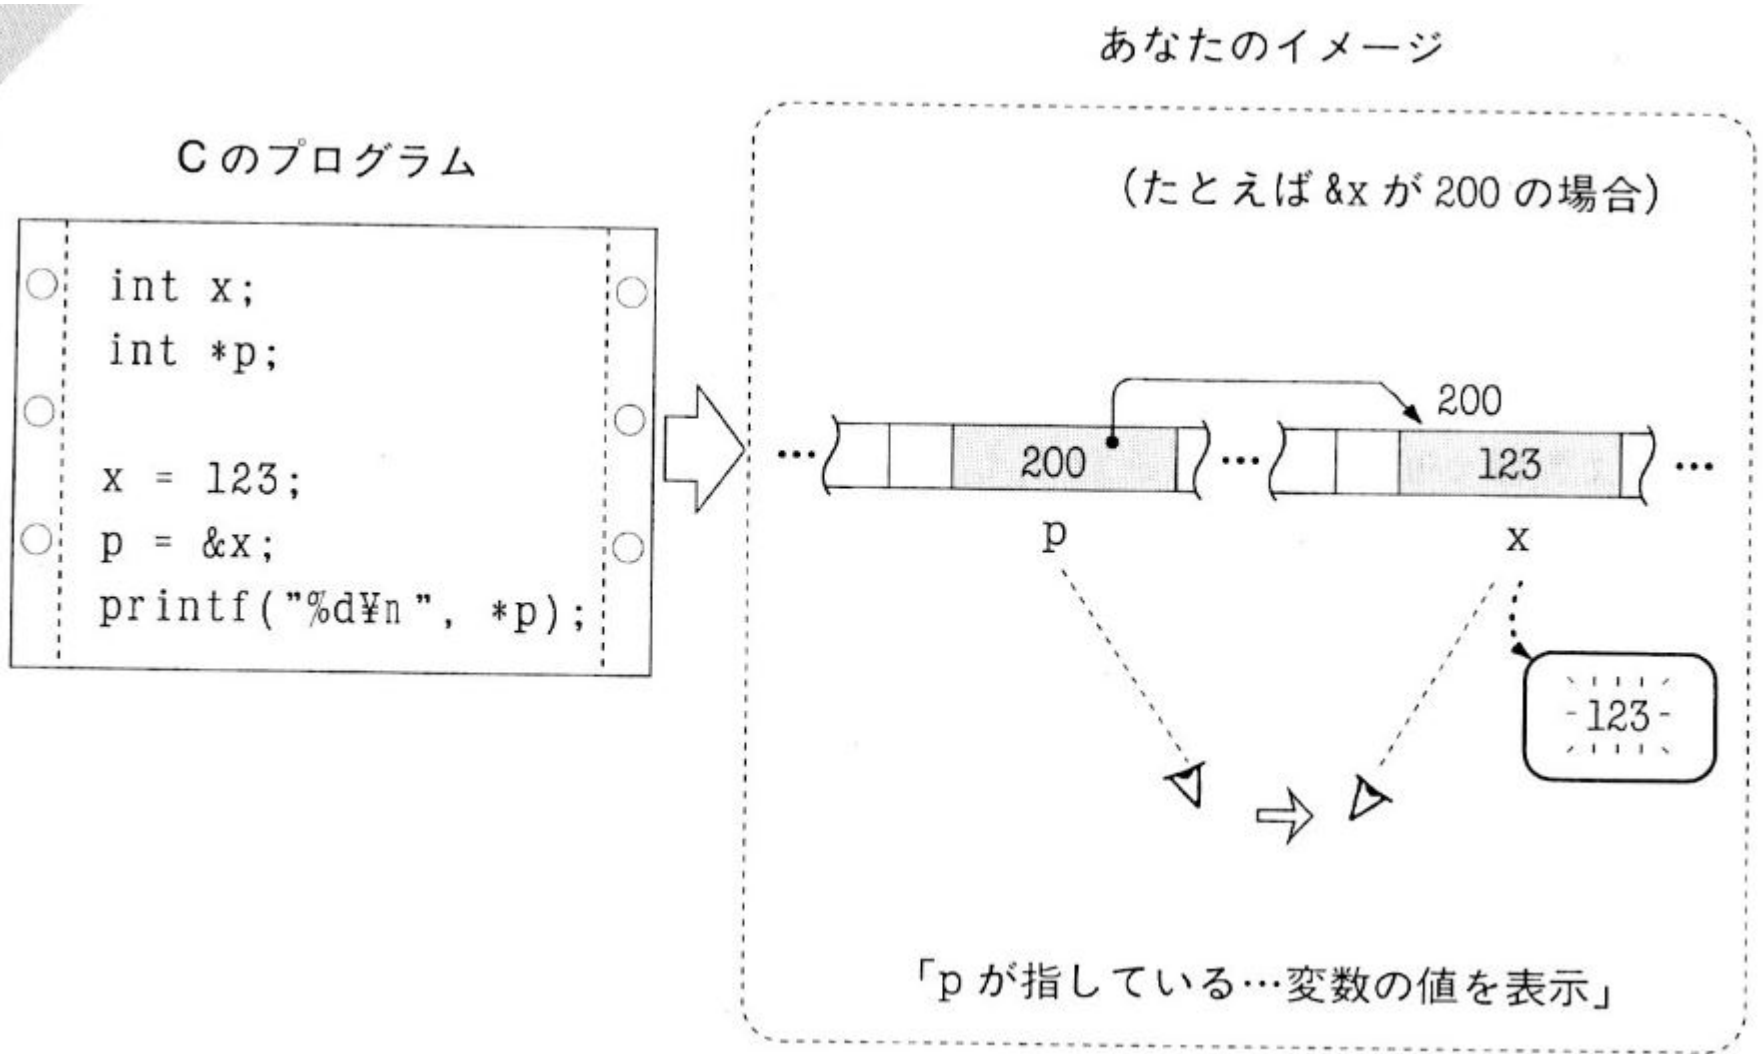 あなたのイメージ
Cのプログラム
(たとえば &x が 200 の場合)
int x;
int *p;
x = 123;
p = &x;
printf("%d¥n", *p);
200
… 200 … 123 …
p
x
-123-
「p が指している…変数の値を表示」